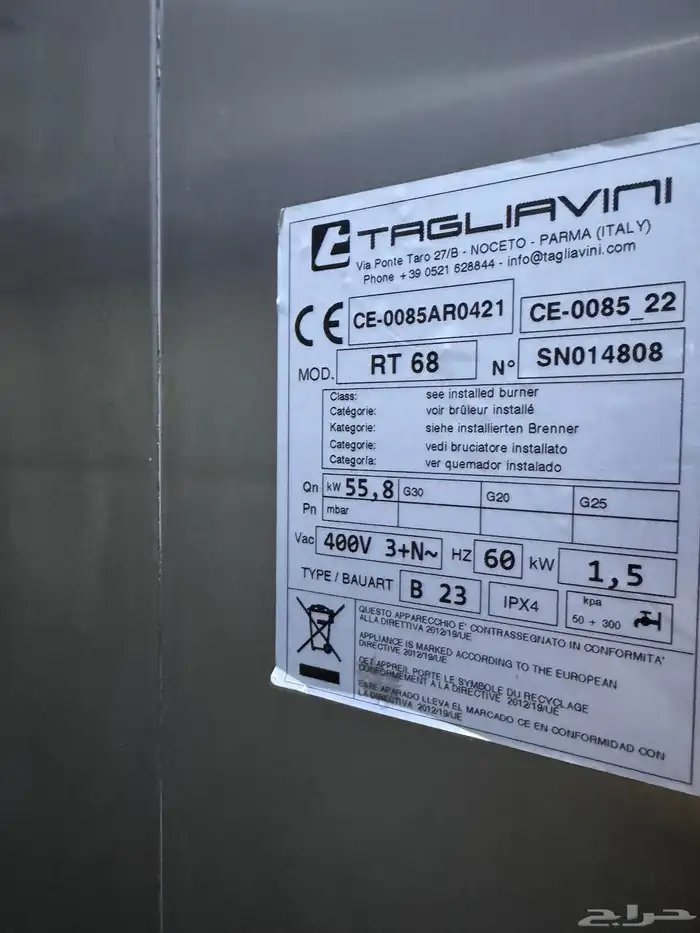 TAGLIAVINI
Via Ponte Taro 27/B - NOCETO - PARMA (ITALY)
Phone +39 0521 628844 - info@tagliavini.com
CE CE-0085AR0421 CE-0085_22
MOD. RT 68 N° SN014808
Class: see installed burner
Catégorie: voir brûleur installé
Kategorie: siehe installierten Brenner
Categorie: vedi bruciatore installato
Categoría: ver quemador instalado
Qn kW 55,8 G30 G20 G25
Pn mbar
Vac 400V 3+N~ HZ 60 kW 1,5
TYPE / BAUART B 23 IPX4 kpa 50 ÷ 300
QUESTO APPARECCHIO E' CONTRASSEGNATO IN CONFORMITA'
ALLA DIRETTIVA 2012/19/UE
APPLIANCE IS MARKED ACCORDING TO THE EUROPEAN
DIRECTIVE 2012/19/UE
CET APPREIL PORTE LE SYMBOLE DU RECYCLAGE
CONFORMEMENT A LA DIRECTIVE 2012/19/UE
ESTE APARADO LLEVA EL MARCADO CE EN CONFORMIDAD CON
LA DIRECTIVE 2012/19/UE
حراج